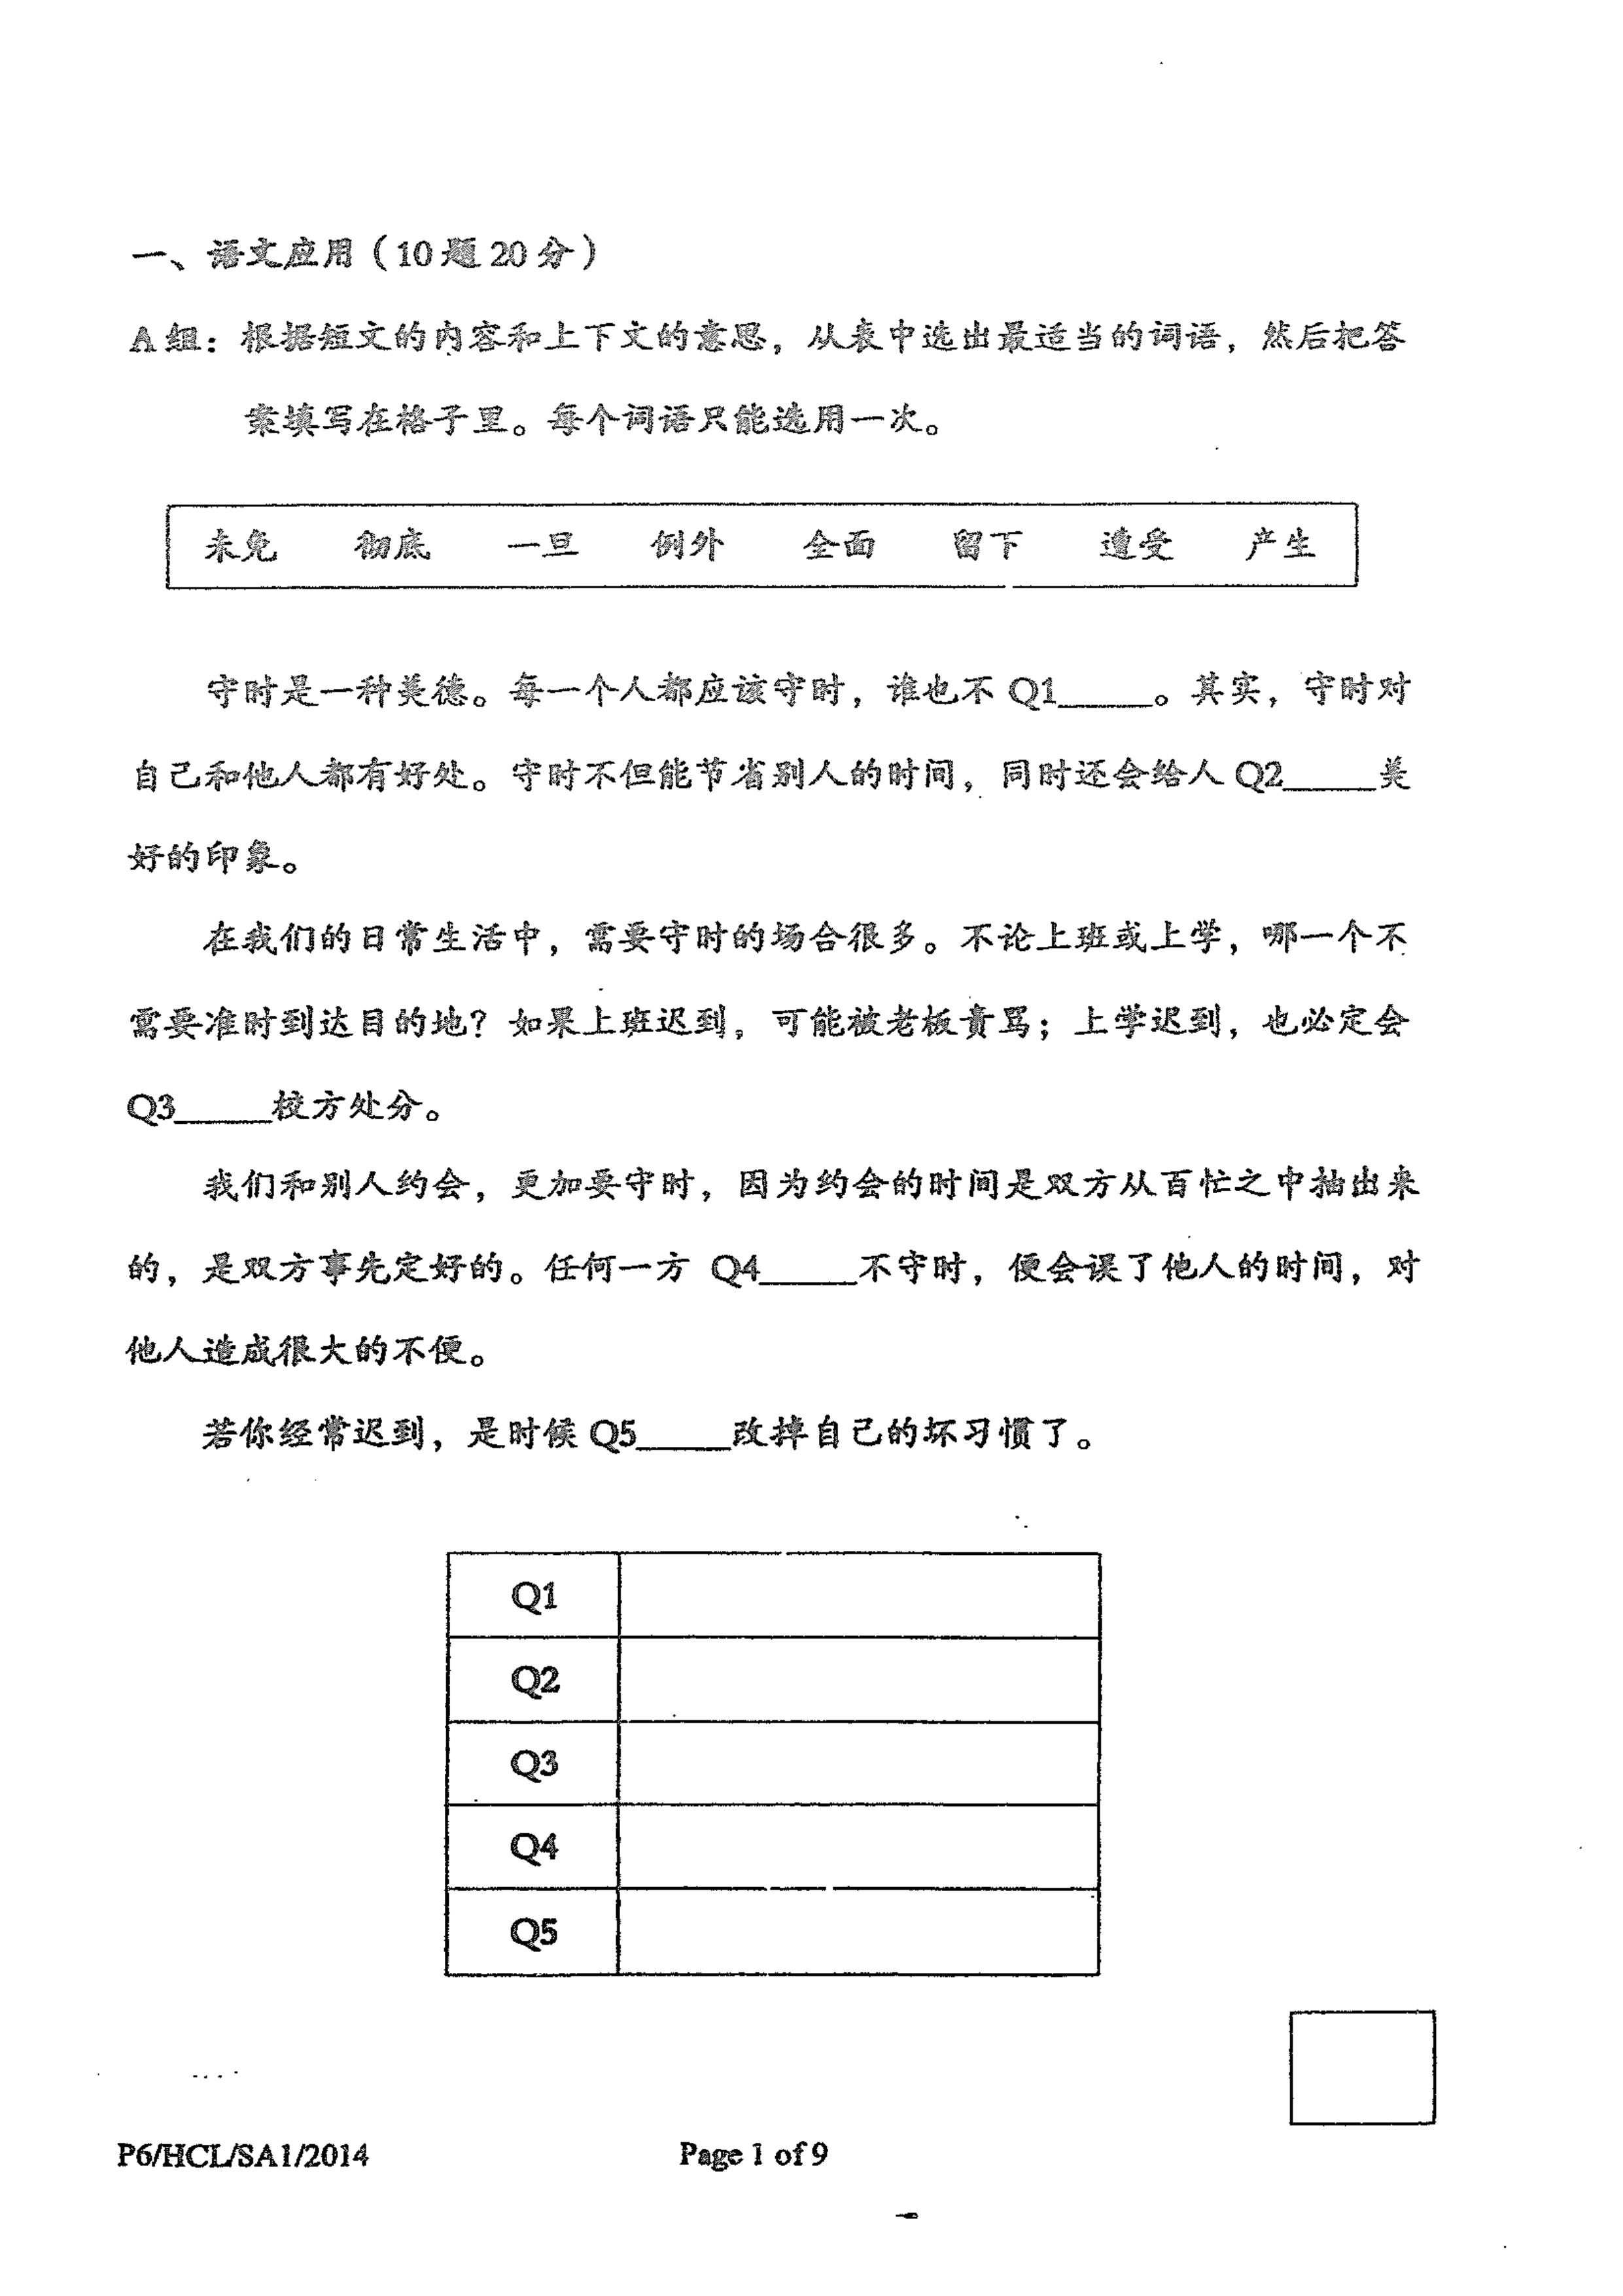 一、语文应用（10题20分）
A组：根据短文的内容和上下文的意思，从表中选出最适当的词语，然后把答
案填写在格子里。每个词语只能选用一次。
未免 彻底 一旦 例外 全面 留下 遭受 产生
守时是一种美德。每一个人都应该守时，谁也不 Q1_____。其实，守时对
自己和他人都有好处。守时不但能节省别人的时间，同时还会给人 Q2_____美
好的印象。
在我们的日常生活中，需要守时的场合很多。不论上班或上学，哪一个不
需要准时到达目的地？如果上班迟到，可能被老板责骂；上学迟到，也必定会
Q3_____校方处分。
我们和别人约会，更加要守时，因为约会的时间是双方从百忙之中抽出来
的，是双方事先定好的。任何一方 Q4_____不守时，便会误了他人的时间，对
他人造成很大的不便。
若你经常迟到，是时候 Q5_____改掉自己的坏习惯了。
Q1
Q2
Q3
Q4
Q5
P6/HCL/SA1/2014 Page 1 of 9